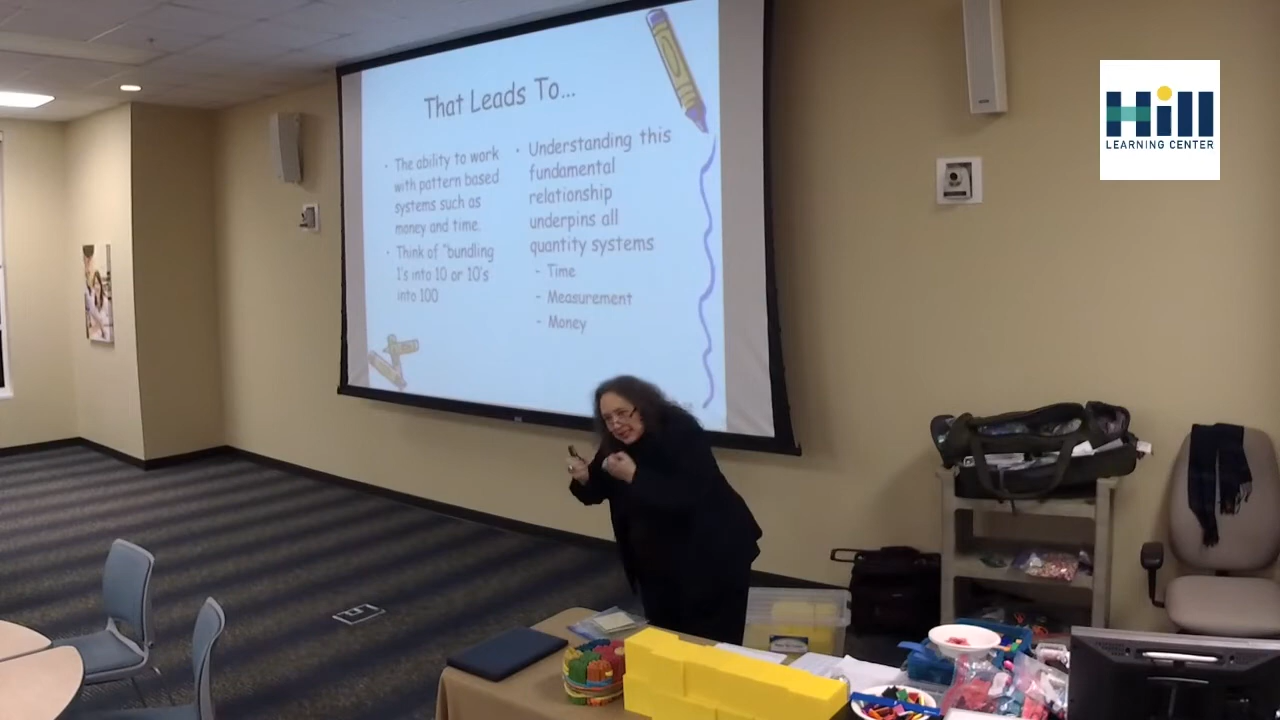 That Leads To...
• The ability to work
with pattern based
systems such as
money and time.
• Think of "bundling
1's into 10 or 10's
into 100
• Understanding this
fundamental
relationship
underpins all
quantity systems
- Time
- Measurement
- Money
Hill
LEARNING CENTER